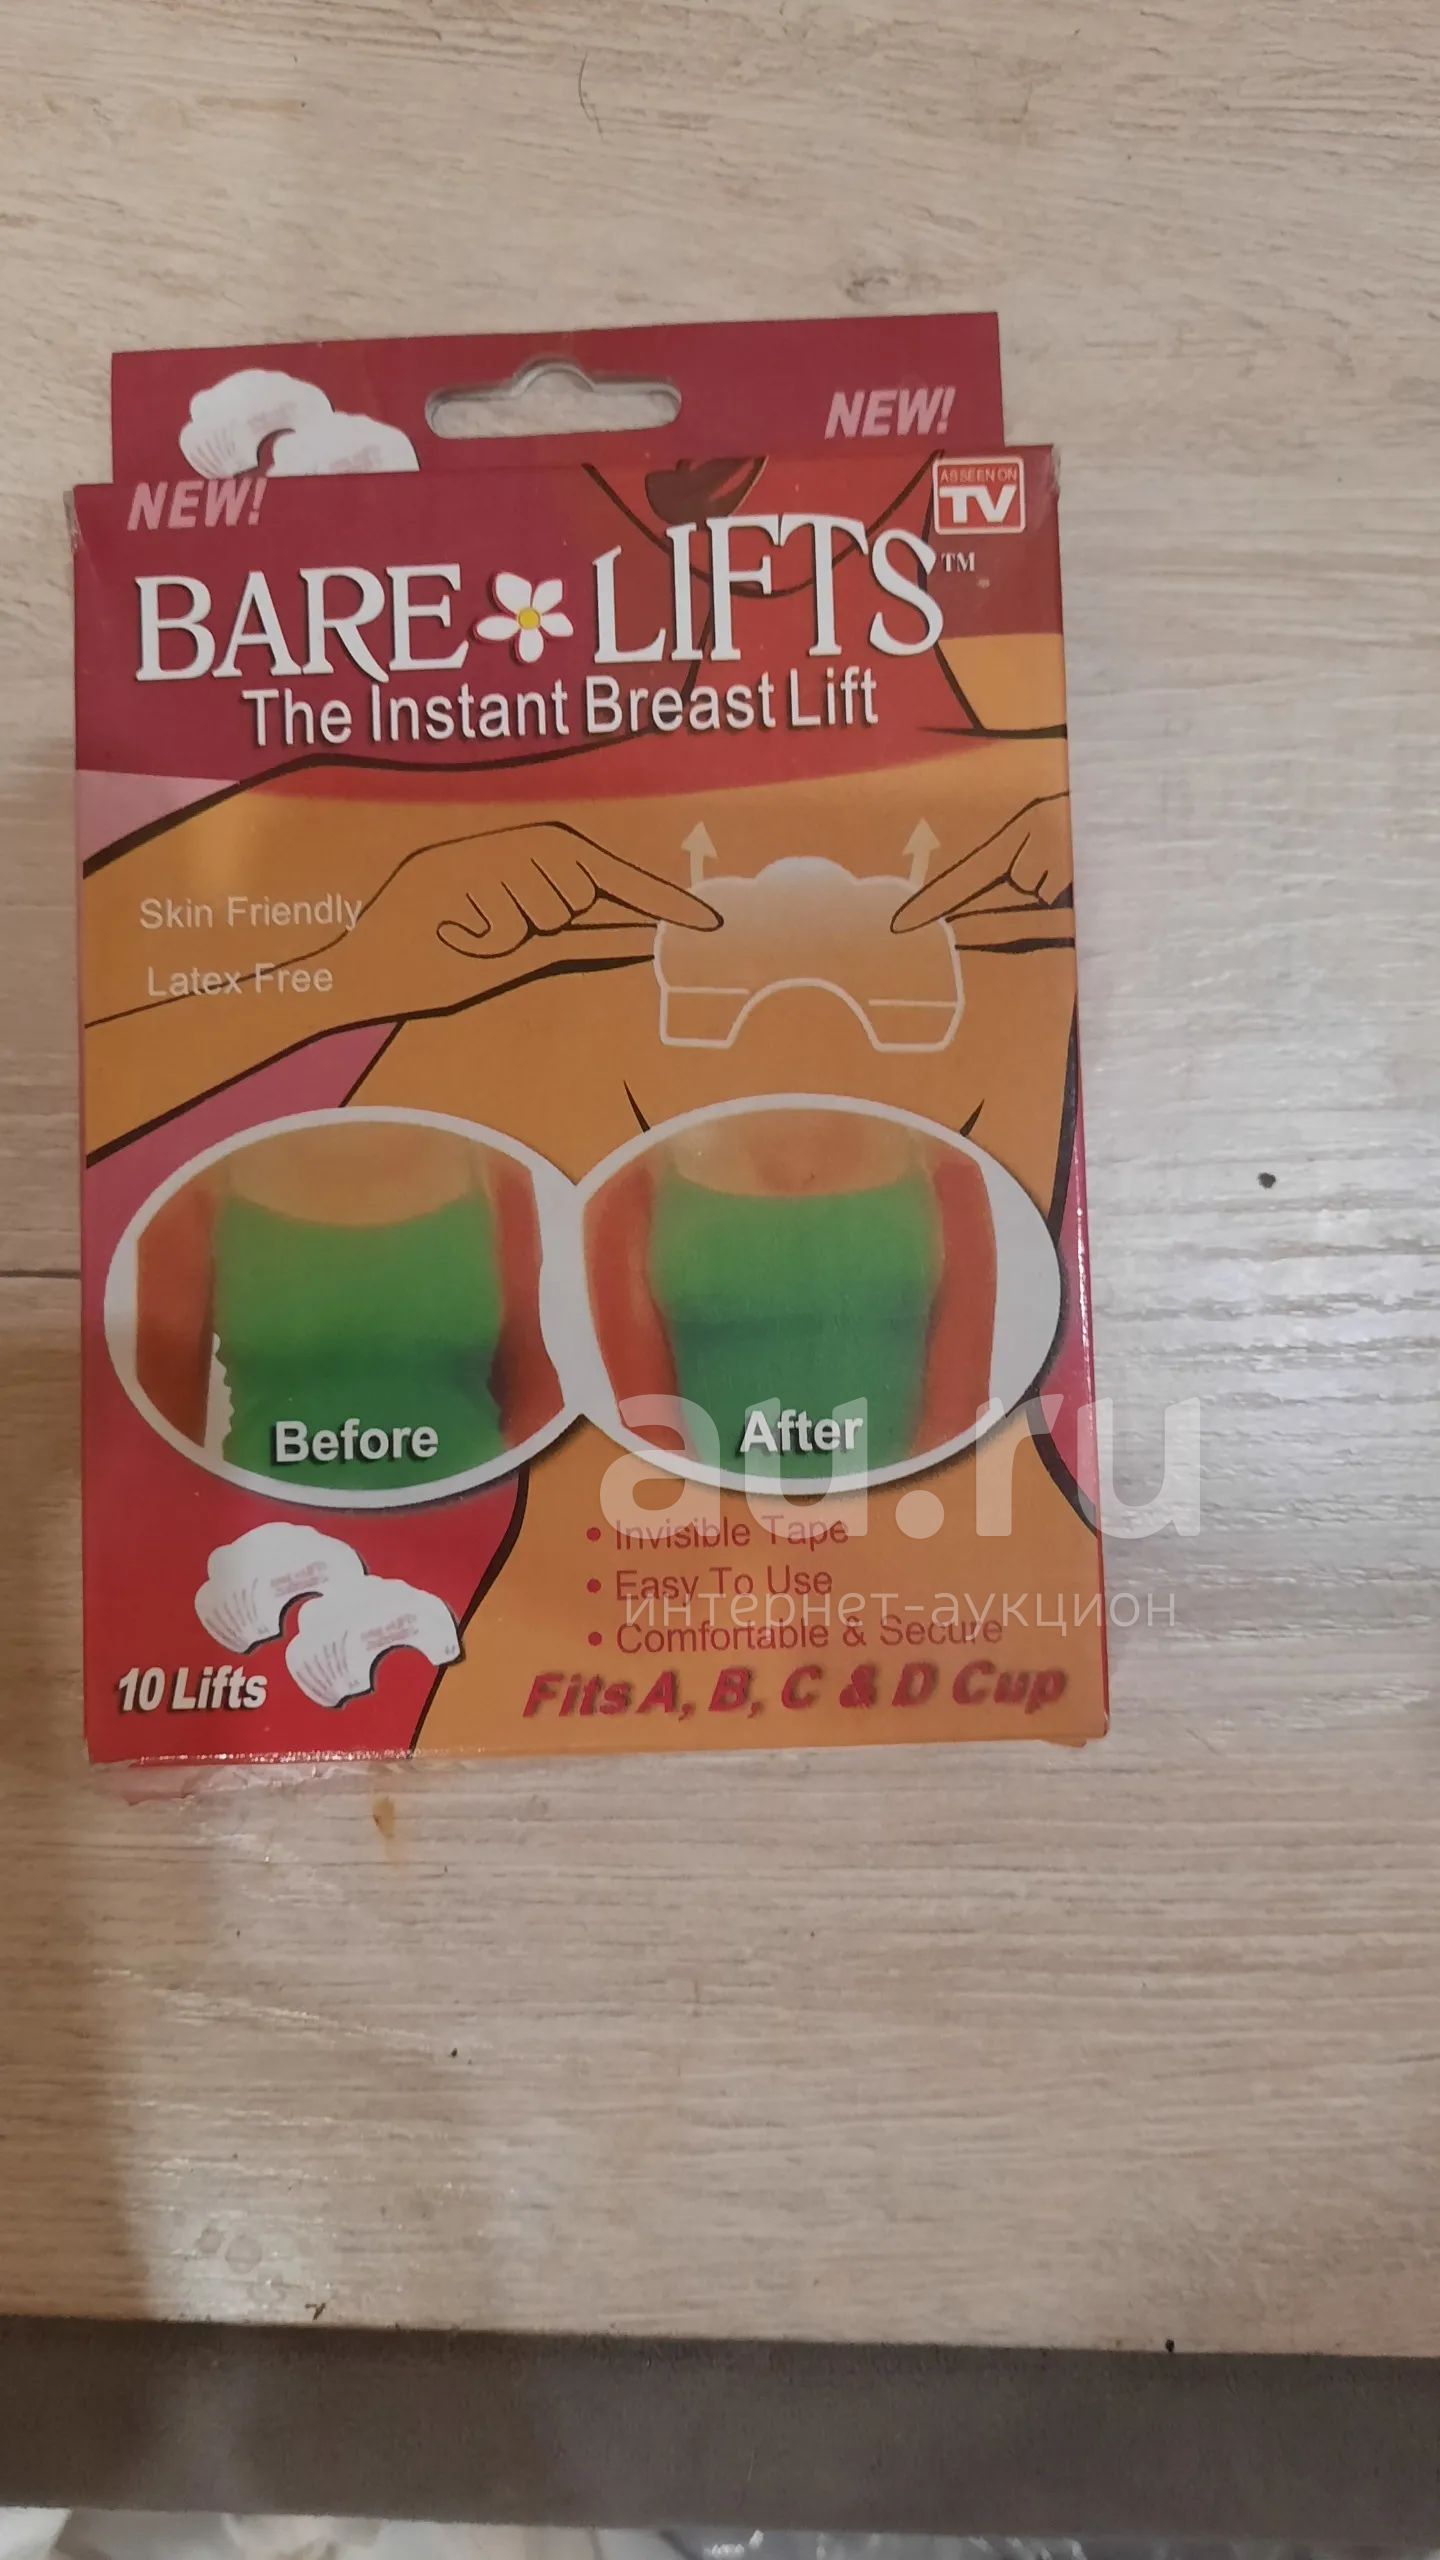 NEW!
NEW!
AS SEEN ON
TV
BARE LIFTS™
The Instant Breast Lift
Skin Friendly
Latex Free
Before
After
au.ru
интернет-аукцион
• Invisible Tape
• Easy To Use
• Comfortable & Secure
10 Lifts
Fits A, B, C & D Cup